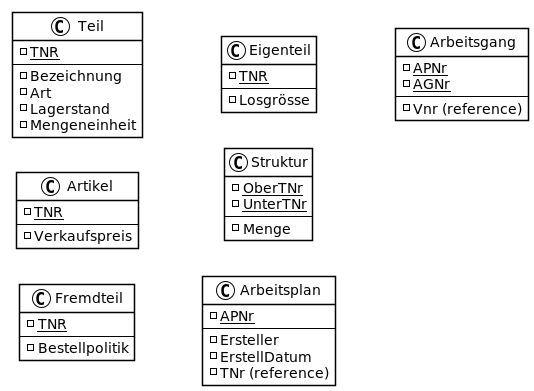 C Teil
TNR
Bezeichnung
Art
Lagerstand
Mengeneinheit
C Artikel
TNR
Verkaufspreis
C Fremdteil
TNR
Bestellpolitik
C Eigenteil
TNR
Losgrösse
C Struktur
OberTNr
UnterTNr
Menge
C Arbeitsplan
APNr
Ersteller
ErstellDatum
TNr (reference)
C Arbeitsgang
APNr
AGNr
Vnr (reference)